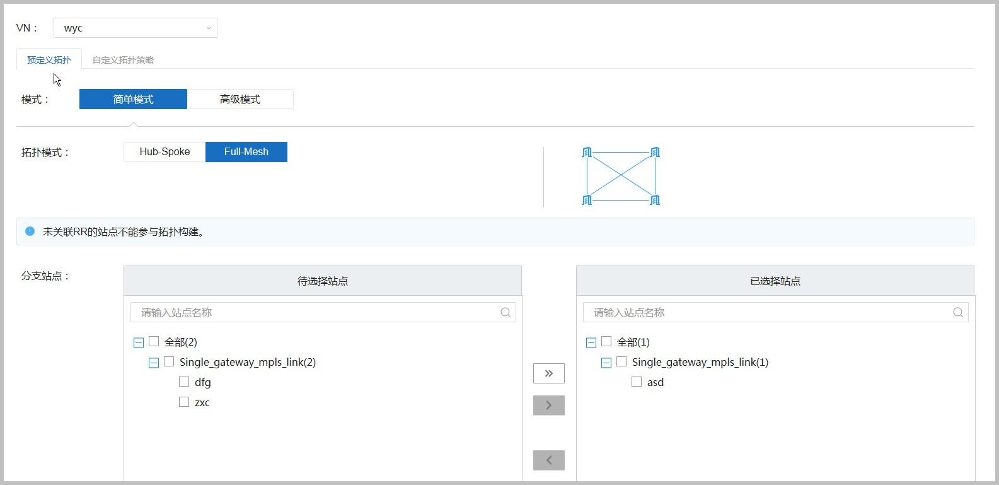 VN： wyc
预定义拓扑 自定义拓扑策略
模式： 简单模式 高级模式
拓扑模式： Hub-Spoke Full-Mesh
未关联RR的站点不能参与拓扑构建。
分支站点： 待选择站点 已选择站点
请输入站点名称 请输入站点名称
全部(2) 全部(1)
Single_gateway_mpls_link(2) Single_gateway_mpls_link(1)
dfg asd
zxc